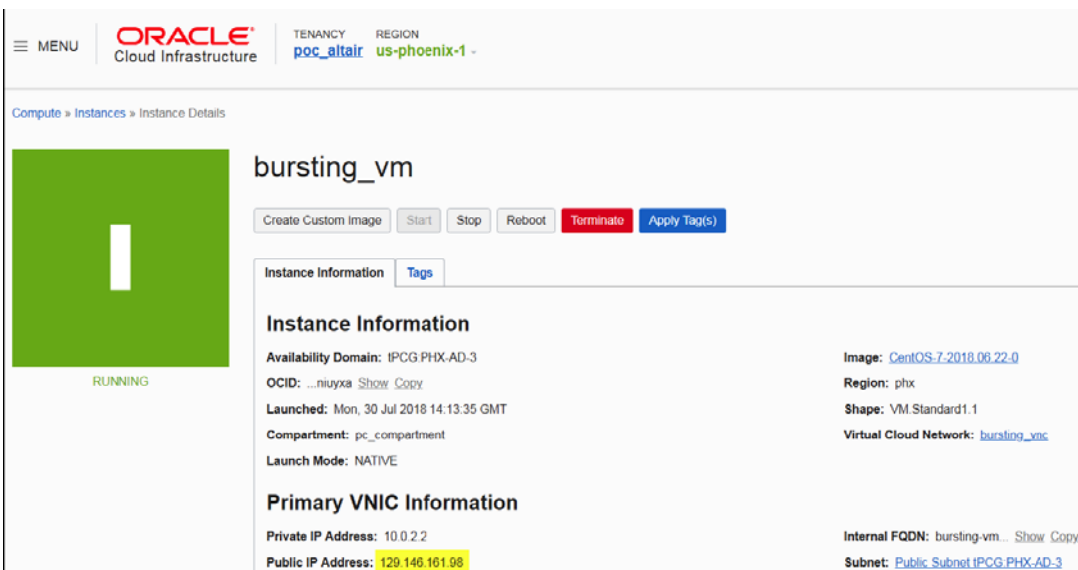 MENU
ORACLE
Cloud Infrastructure
TENANCY REGION
poc_altair us-phoenix-1
Compute » Instances » Instance Details
RUNNING
bursting_vm
Create Custom Image Start Stop Reboot Terminate Apply Tag(s)
Instance Information Tags
Instance Information
Availability Domain: tPCG:PHX-AD-3 Image: CentOS-7-2018.06.22-0
OCID: ...niuyxa Show Copy Region: phx
Launched: Mon, 30 Jul 2018 14:13:35 GMT Shape: VM.Standard1.1
Compartment: pc_compartment Virtual Cloud Network: bursting_vnc
Launch Mode: NATIVE
Primary VNIC Information
Private IP Address: 10.0.2.2 Internal FQDN: bursting-vm... Show Copy
Public IP Address: 129.146.161.98 Subnet: Public Subnet tPCG:PHX-AD-3